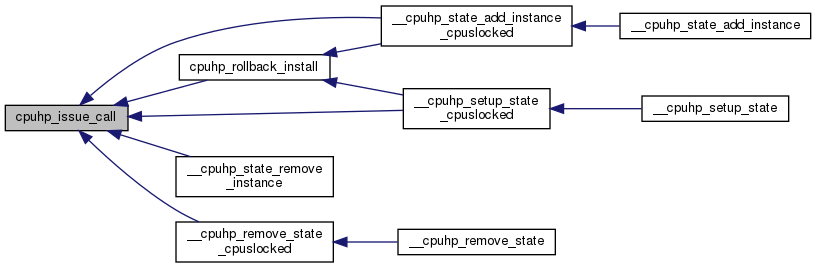 __cpuhp_state_add_instance
_cpuslocked
__cpuhp_state_add_instance
cpuhp_rollback_install
__cpuhp_setup_state
_cpuslocked
__cpuhp_setup_state
cpuhp_issue_call
__cpuhp_state_remove
_instance
__cpuhp_remove_state
_cpuslocked
__cpuhp_remove_state